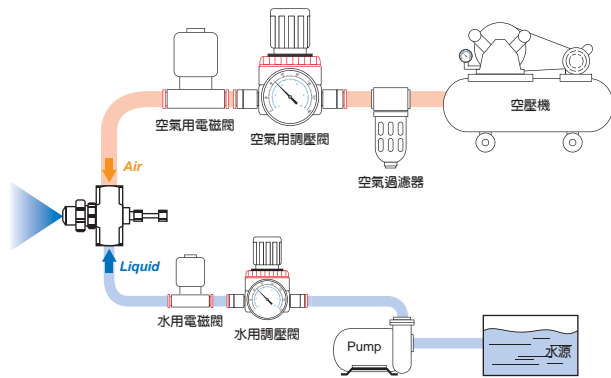 空氣用電磁閥
空氣用調壓閥
空氣過濾器
空壓機
Air
Liquid
水用電磁閥
水用調壓閥
Pump
水源